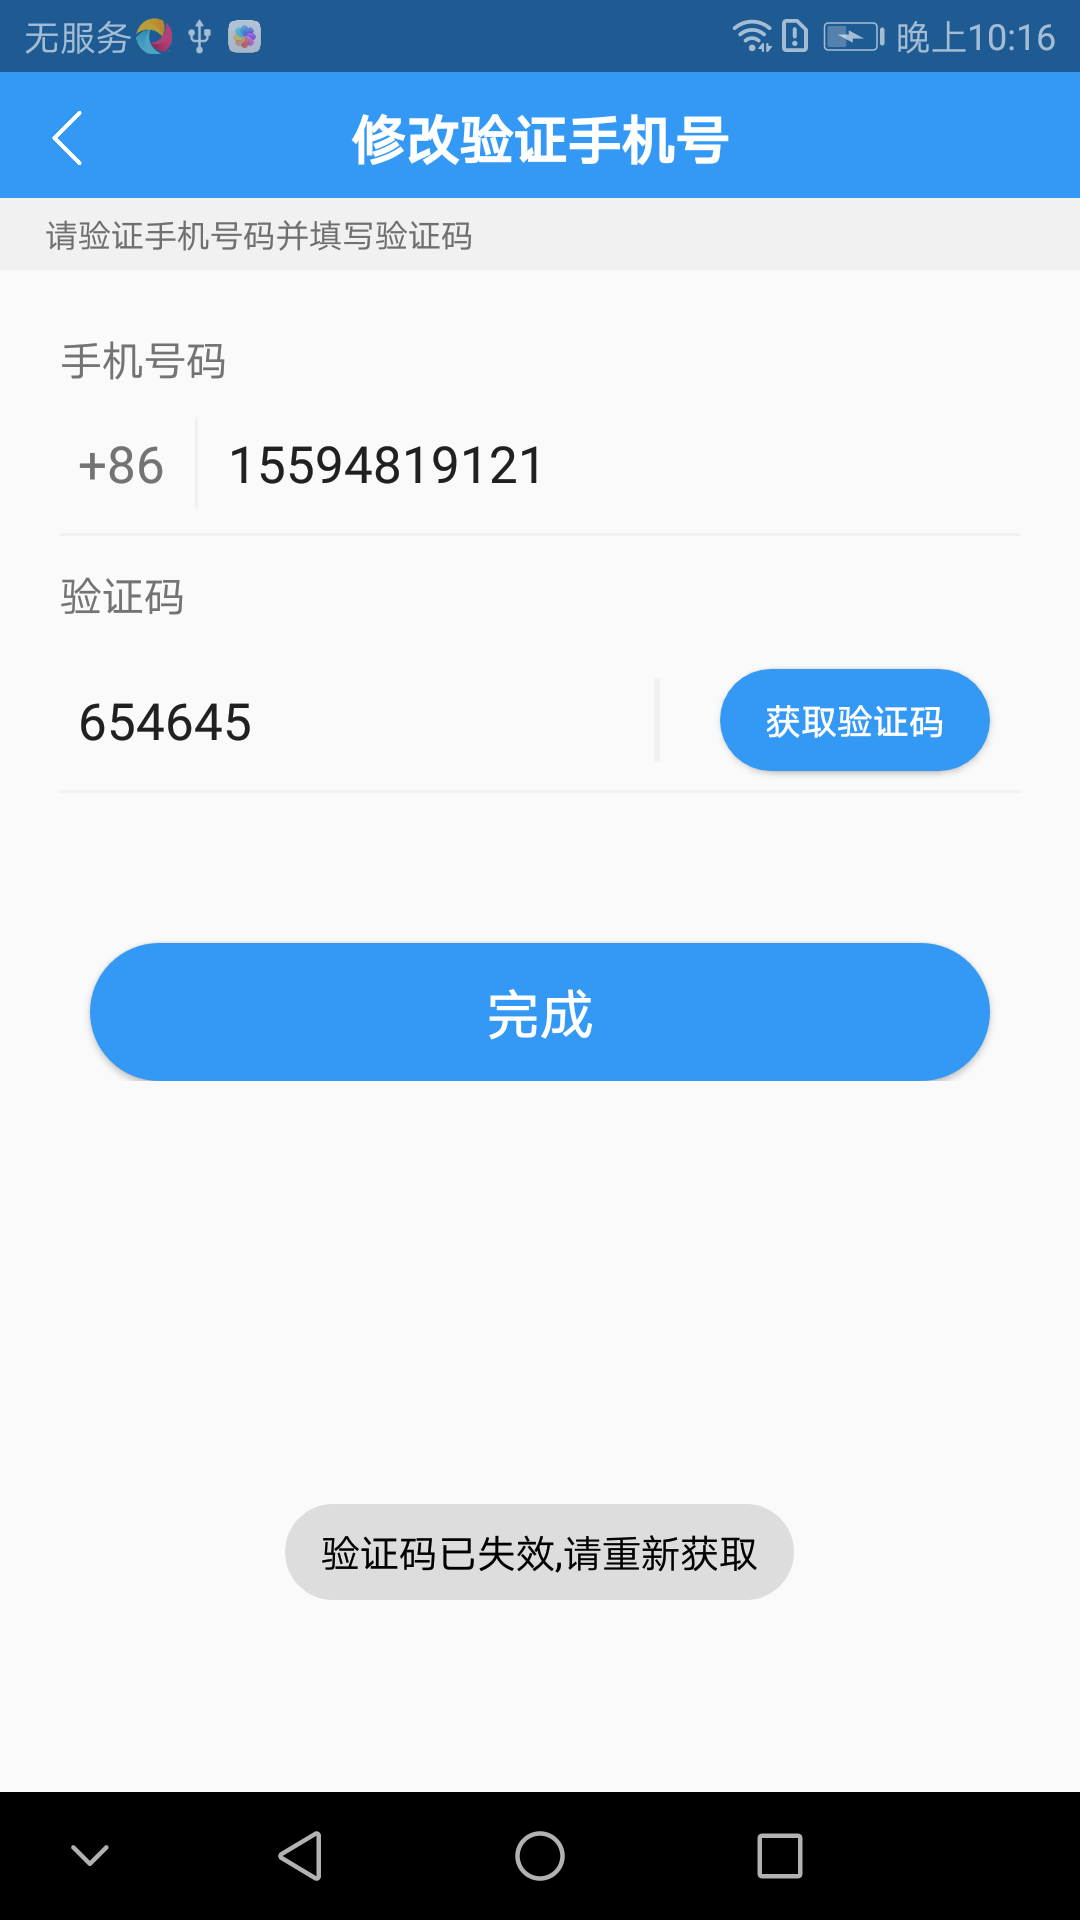 无服务 晚上10:16
修改验证手机号
请验证手机号码并填写验证码
手机号码
+86 15594819121
验证码
654645 获取验证码
完成
验证码已失效,请重新获取